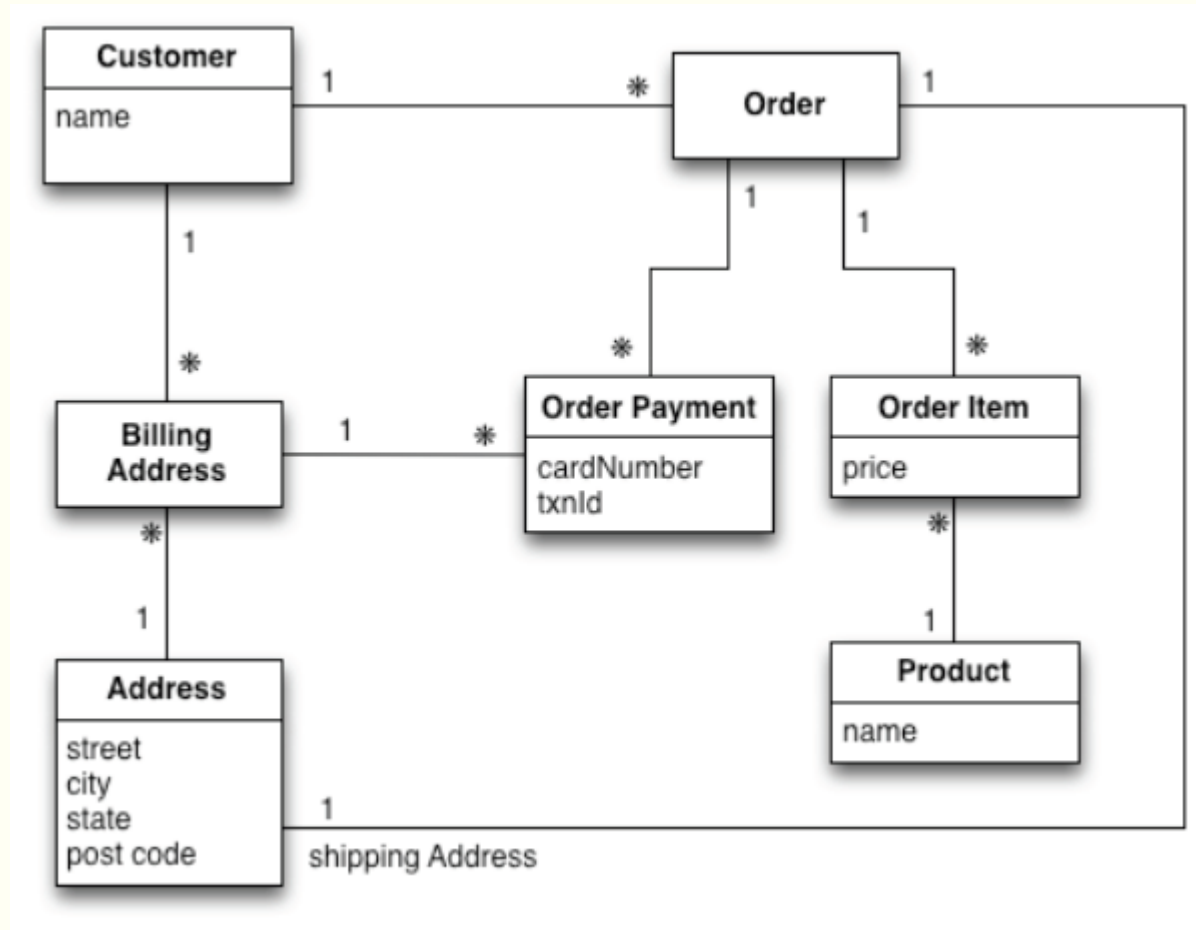 Customer
name
1
*
Order
1
1
1
1
*
*
*
Billing
Address
1
*
Order Payment
cardNumber
txnId
Order Item
price
*
1
*
1
Product
name
Address
street
city
state
post code
1
shipping Address